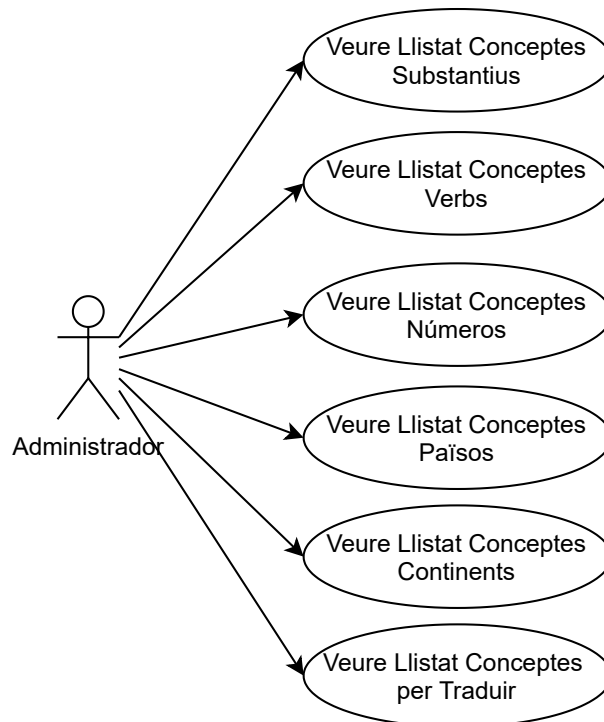 Veure Llistat Conceptes
Substantius
Veure Llistat Conceptes
Verbs
Veure Llistat Conceptes
Números
Administrador
Veure Llistat Conceptes
Països
Veure Llistat Conceptes
Continents
Veure Llistat Conceptes
per Traduir